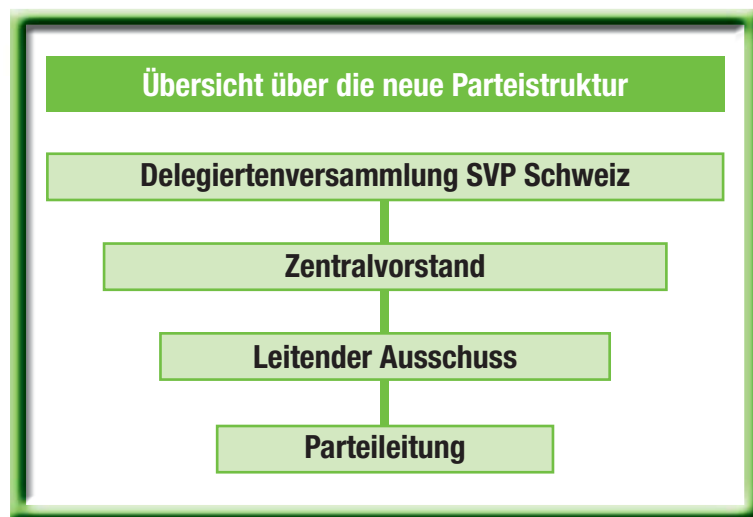 Übersicht über die neue Parteistruktur
Delegiertenversammlung SVP Schweiz
Zentralvorstand
Leitender Ausschuss
Parteileitung